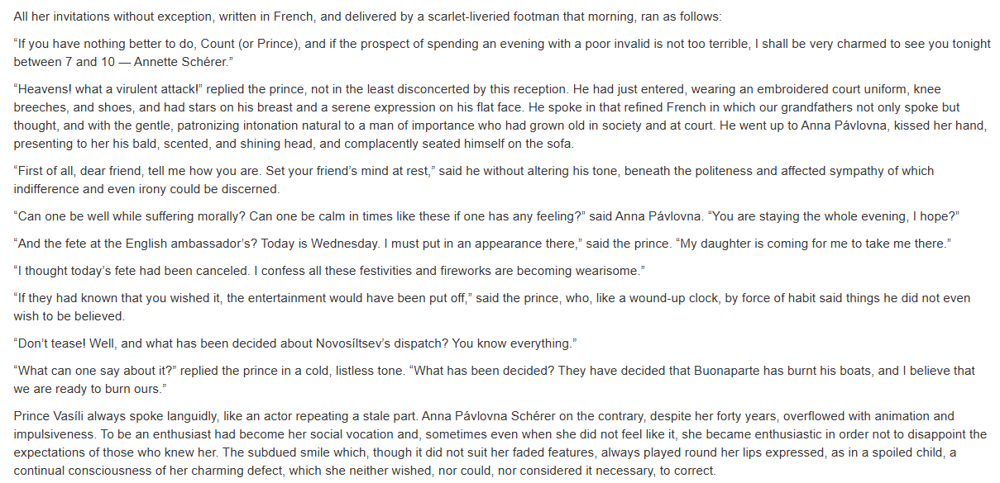 All her invitations without exception, written in French, and delivered by a scarlet-liveried footman that morning, ran as follows:
“If you have nothing better to do, Count (or Prince), and if the prospect of spending an evening with a poor invalid is not too terrible, I shall be very charmed to see you tonight
between 7 and 10 — Annette Schérer.”
“Heavens! what a virulent attack!” replied the prince, not in the least disconcerted by this reception. He had just entered, wearing an embroidered court uniform, knee
breeches, and shoes, and had stars on his breast and a serene expression on his flat face. He spoke in that refined French in which our grandfathers not only spoke but
thought, and with the gentle, patronizing intonation natural to a man of importance who had grown old in society and at court. He went up to Anna Pávlovna, kissed her hand,
presenting to her his bald, scented, and shining head, and complacently seated himself on the sofa.
“First of all, dear friend, tell me how you are. Set your friend’s mind at rest,” said he without altering his tone, beneath the politeness and affected sympathy of which
indifference and even irony could be discerned.
“Can one be well while suffering morally? Can one be calm in times like these if one has any feeling?” said Anna Pávlovna. “You are staying the whole evening, I hope?”
“And the fete at the English ambassador’s? Today is Wednesday. I must put in an appearance there,” said the prince. “My daughter is coming for me to take me there.”
“I thought today’s fete had been canceled. I confess all these festivities and fireworks are becoming wearisome.”
“If they had known that you wished it, the entertainment would have been put off,” said the prince, who, like a wound-up clock, by force of habit said things he did not even
wish to be believed.
“Don’t tease! Well, and what has been decided about Novosíltsev’s dispatch? You know everything.”
“What can one say about it?” replied the prince in a cold, listless tone. “What has been decided? They have decided that Buonaparte has burnt his boats, and I believe that
we are ready to burn ours.”
Prince Vasíli always spoke languidly, like an actor repeating a stale part. Anna Pávlovna Schérer on the contrary, despite her forty years, overflowed with animation and
impulsiveness. To be an enthusiast had become her social vocation and, sometimes even when she did not feel like it, she became enthusiastic in order not to disappoint the
expectations of those who knew her. The subdued smile which, though it did not suit her faded features, always played round her lips expressed, as in a spoiled child, a
continual consciousness of her charming defect, which she neither wished, nor could, nor considered it necessary, to correct.